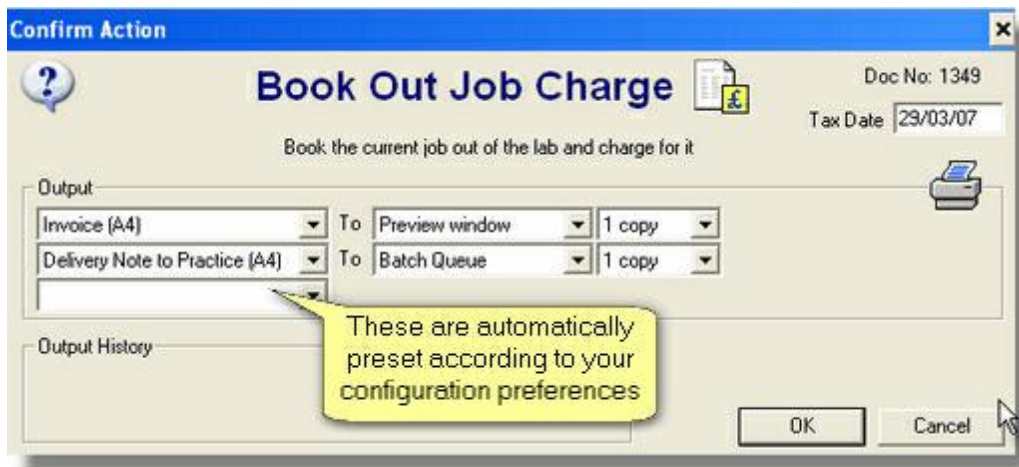 Confirm Action
Book Out Job Charge
Doc No: 1349
Tax Date 29/03/07
Book the current job out of the lab and charge for it
Output
Invoice (A4) To Preview window 1 copy
Delivery Note to Practice (A4) To Batch Queue 1 copy
These are automatically
preset according to your
configuration preferences
Output History
OK Cancel